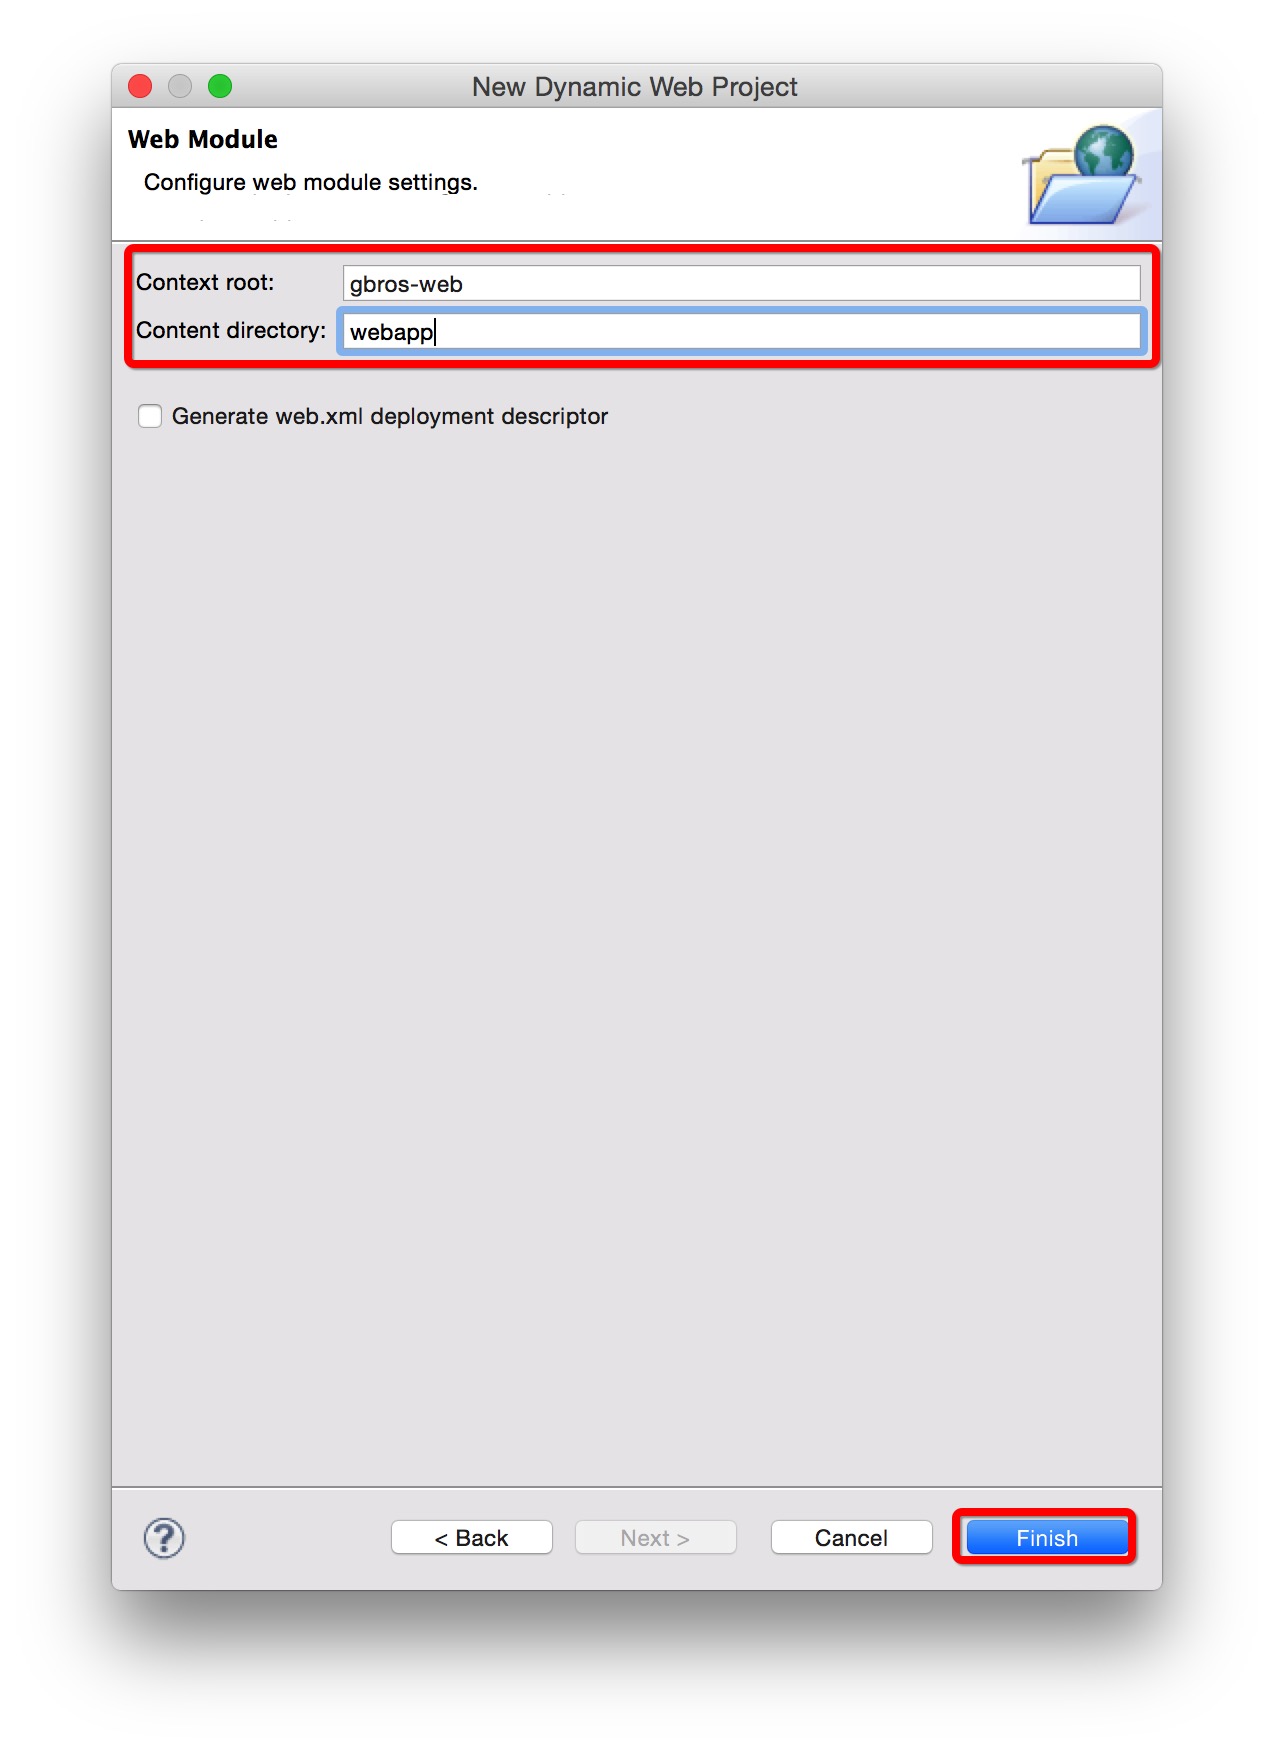 New Dynamic Web Project
Web Module
Configure web module settings.
Context root: gbros-web
Content directory: webapp
Generate web.xml deployment descriptor
? < Back Next > Cancel Finish